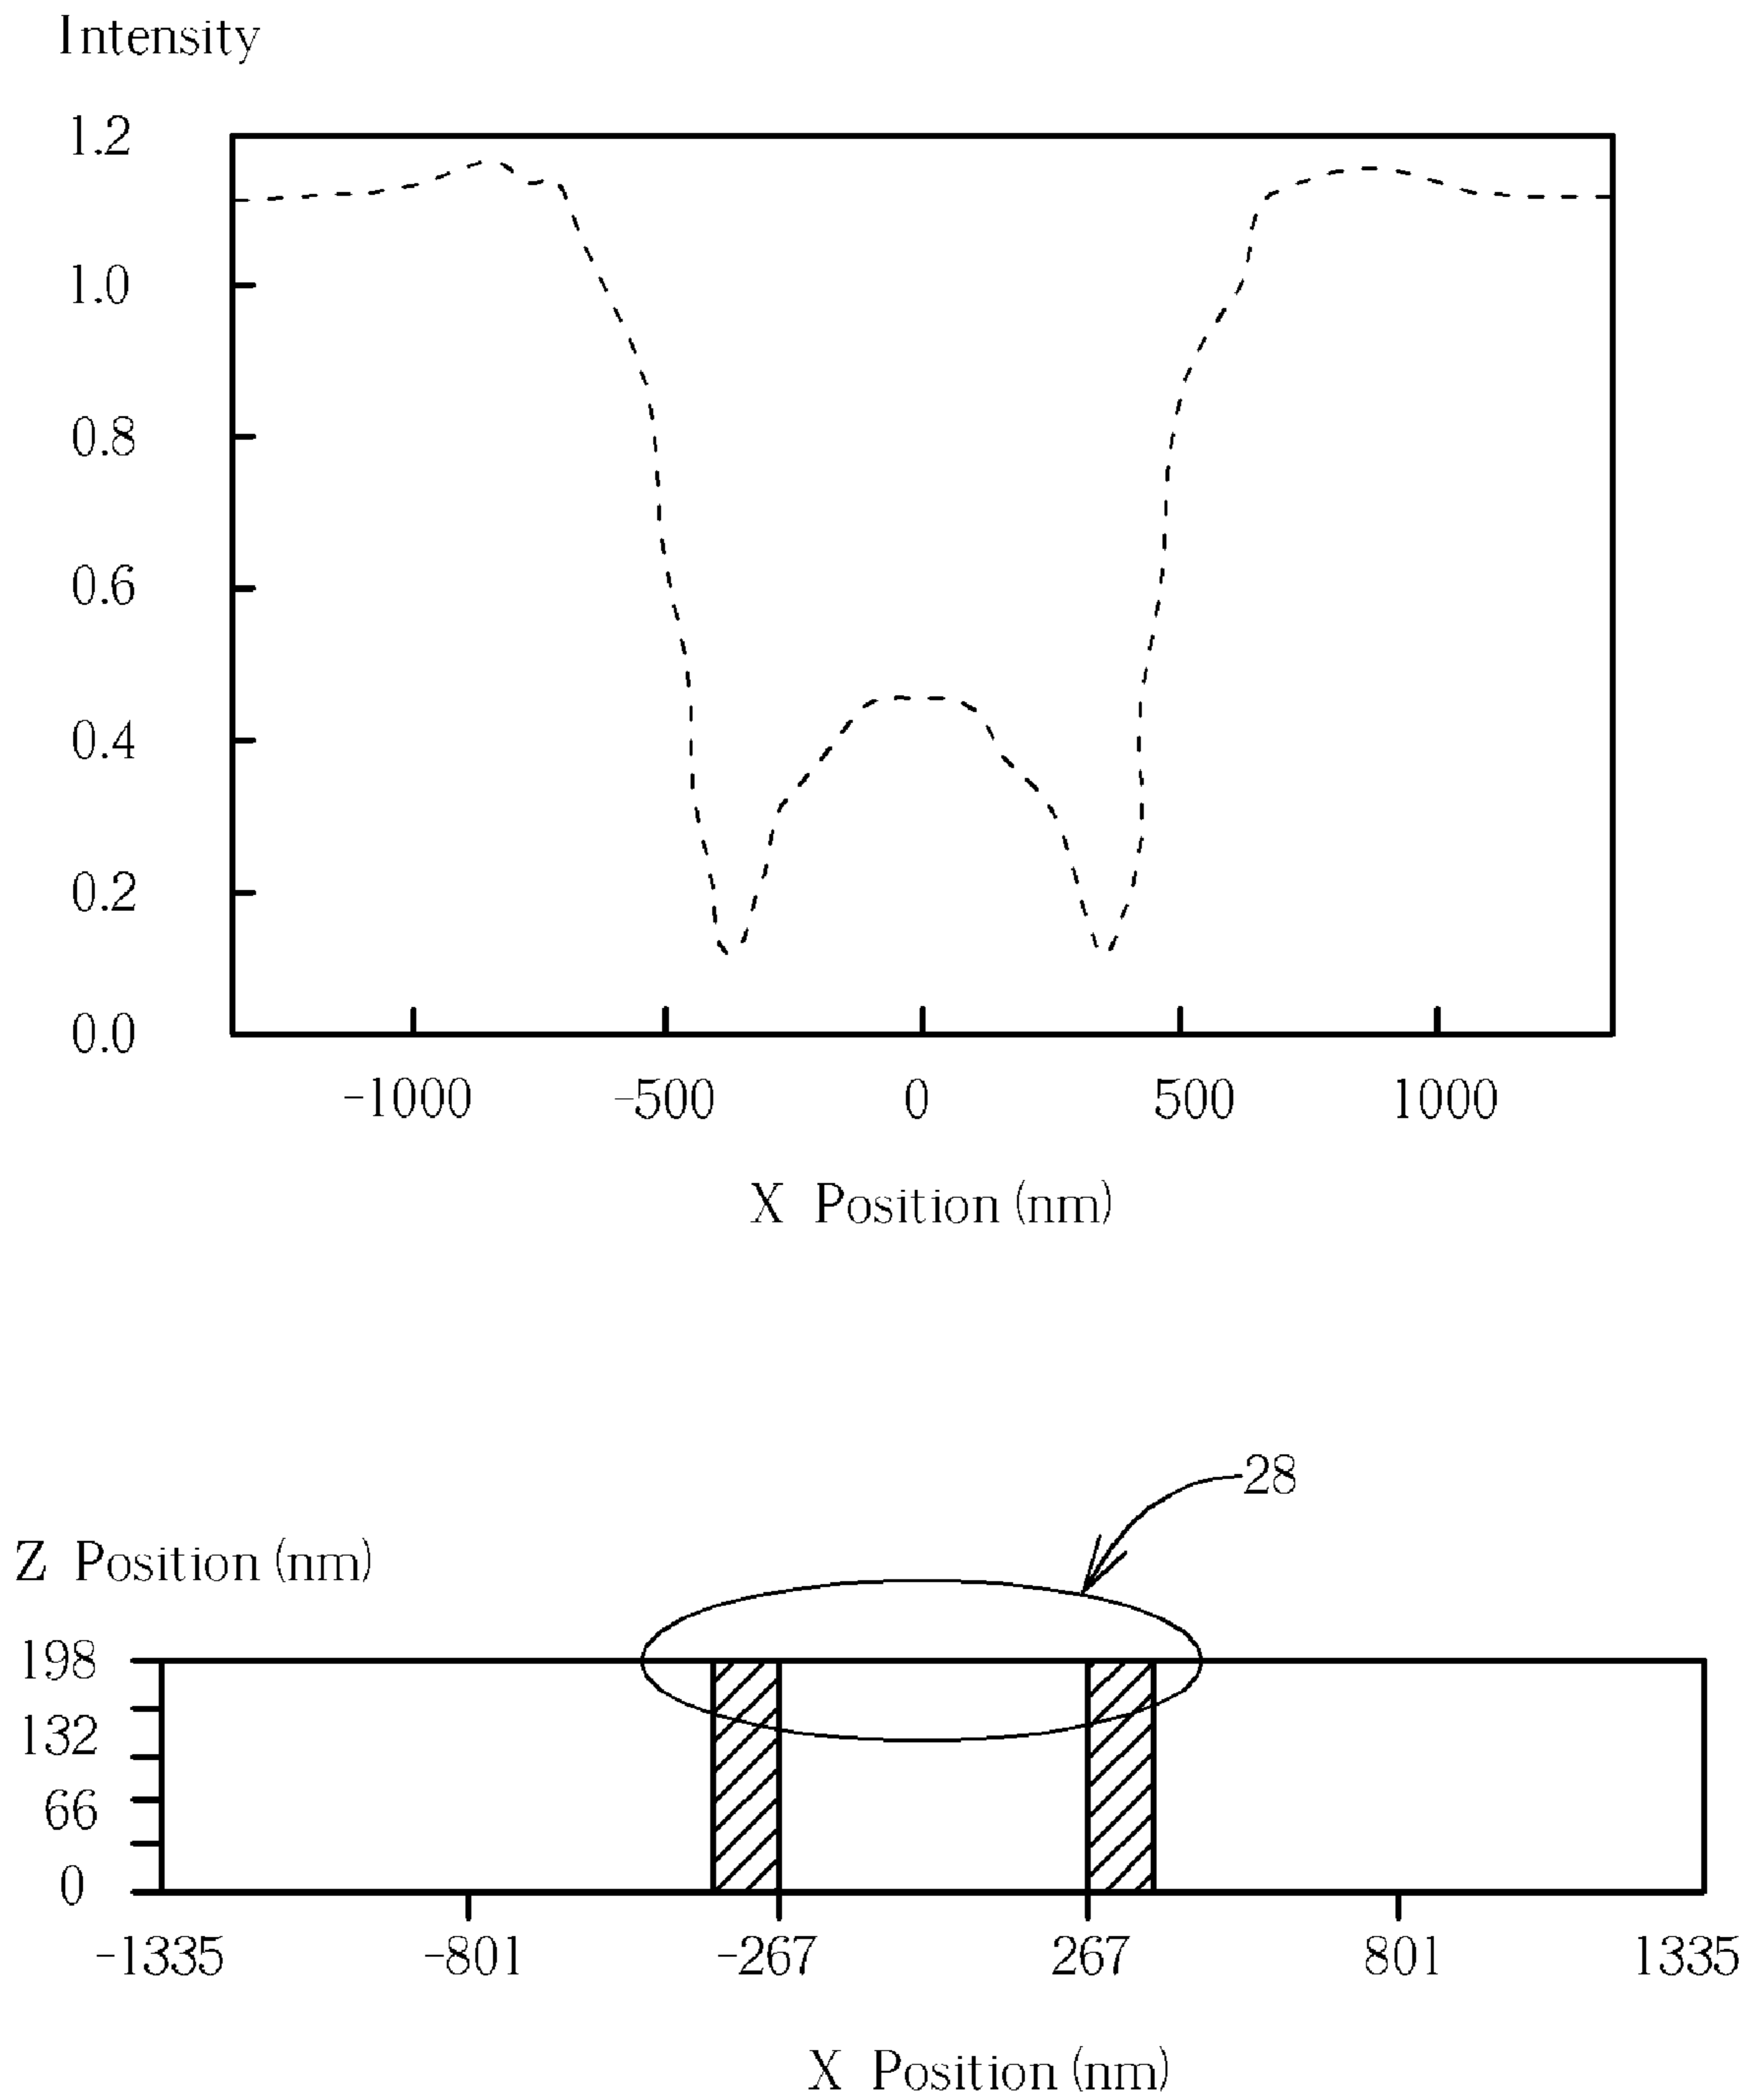 Intensity
1.2
1.0
0.8
0.6
0.4
0.2
0.0
-1000 -500 0 500 1000
X Position (nm)
28
Z Position (nm)
198
132
66
0
-1335 -801 -267 267 801 1335
X Position (nm)